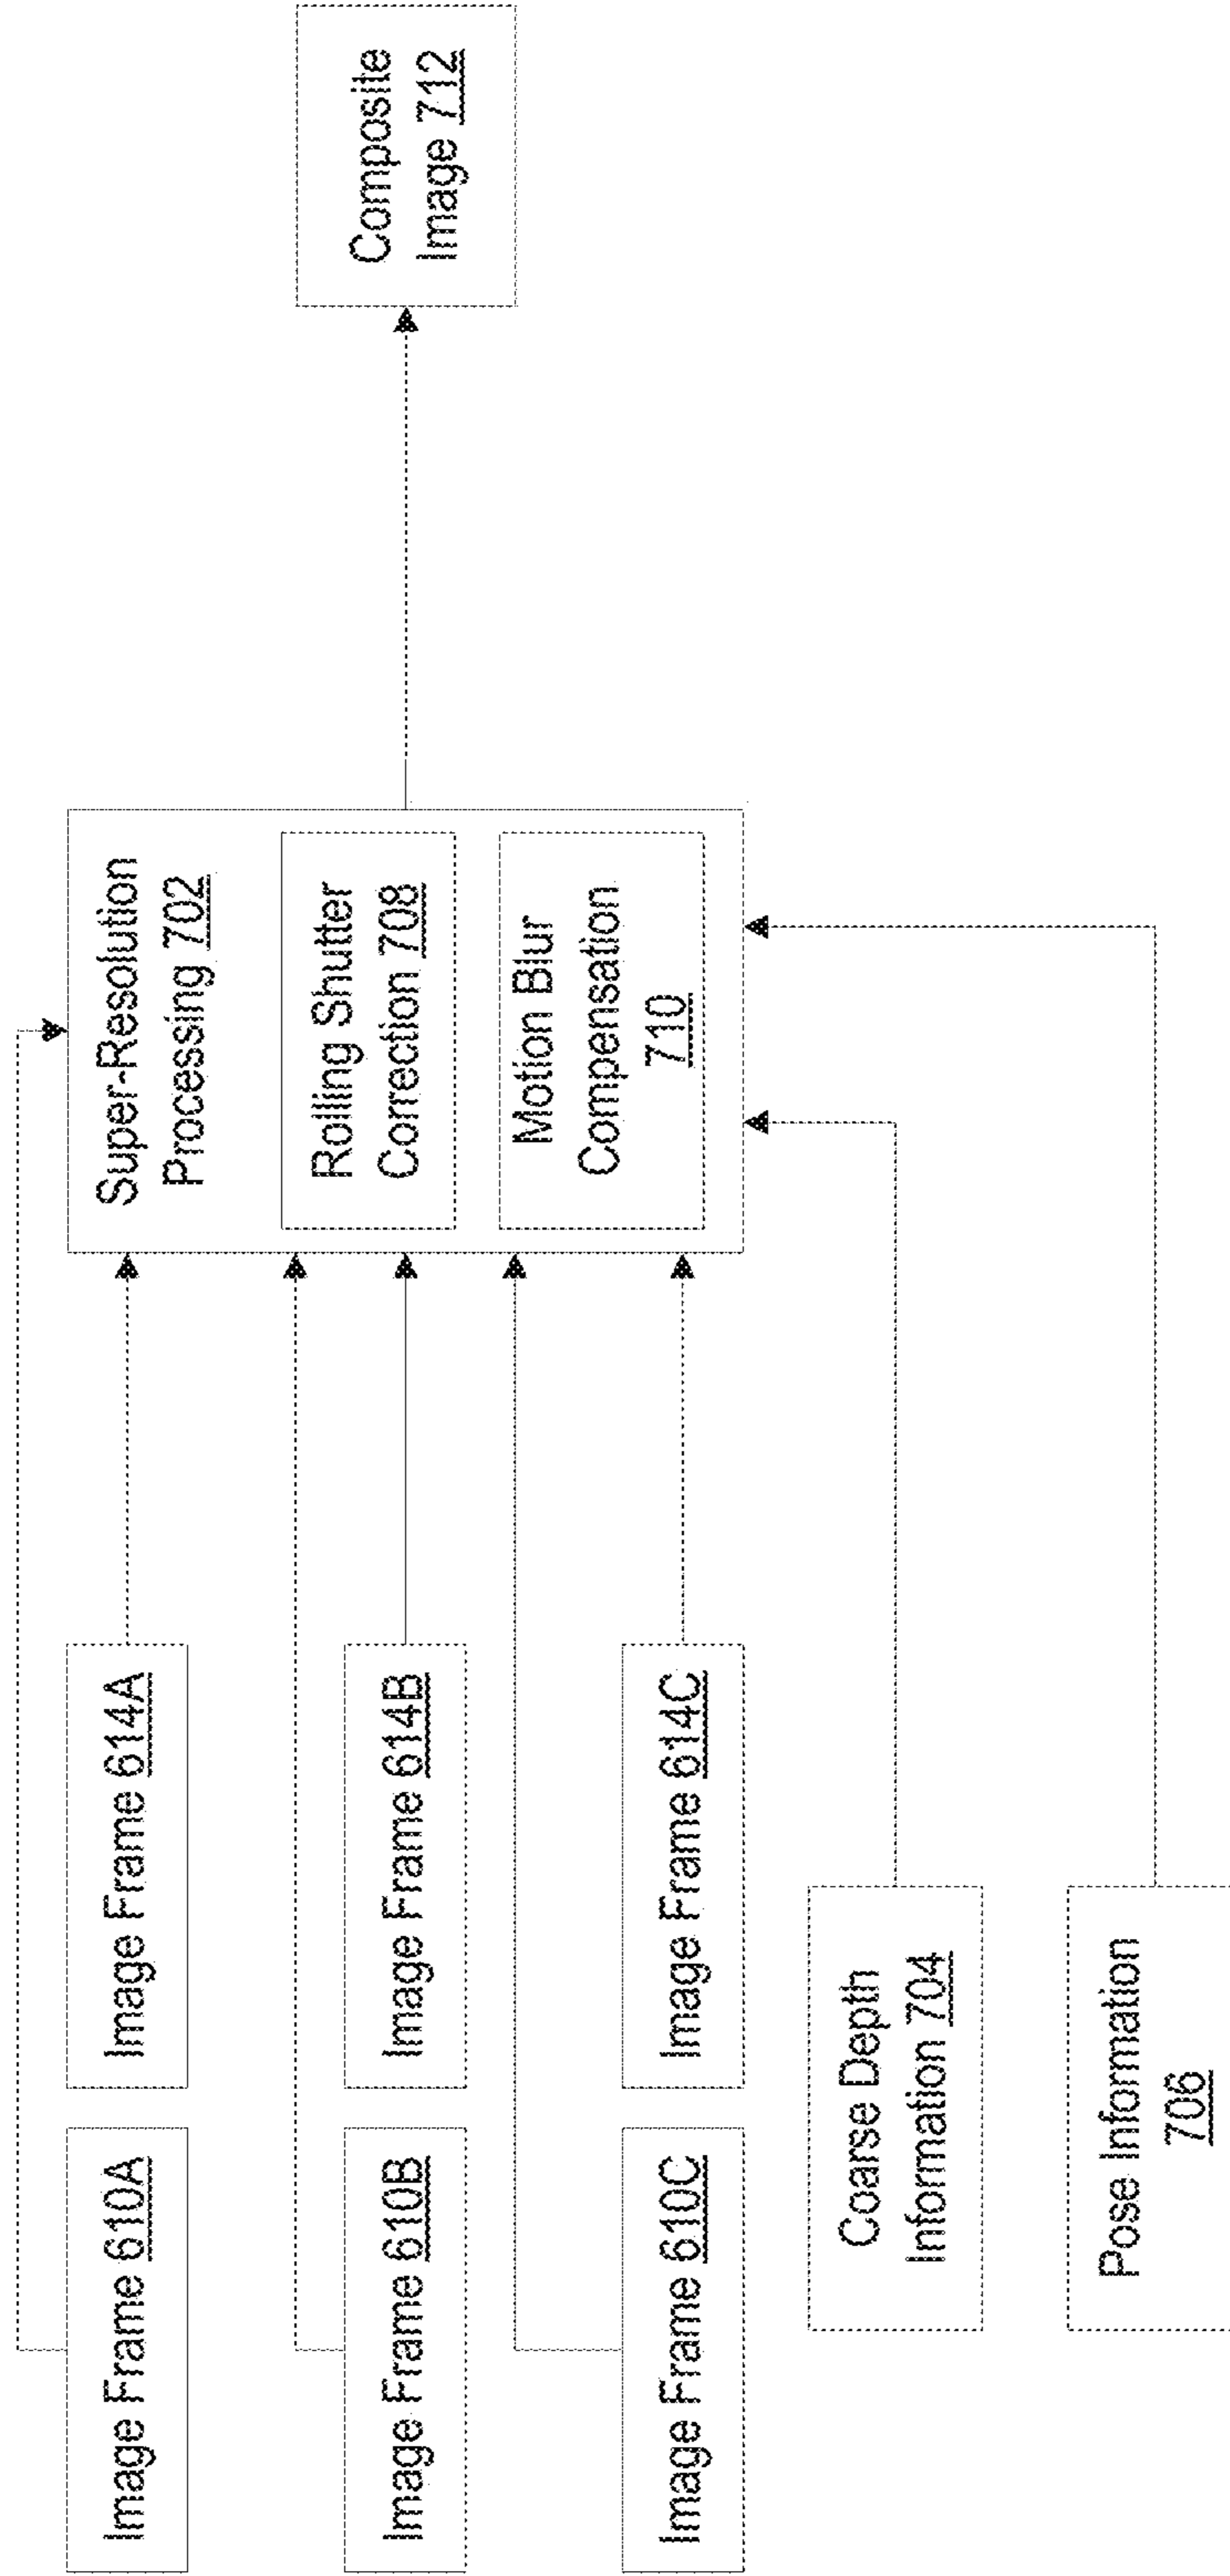 Image Frame 610A
Image Frame 614A
Image Frame 610B
Image Frame 614B
Image Frame 610C
Image Frame 614C
Coarse Depth
Information 704
Pose Information
706
Super-Resolution
Processing 702
Rolling Shutter
Correction 708
Motion Blur
Compensation
710
Composite
Image 712